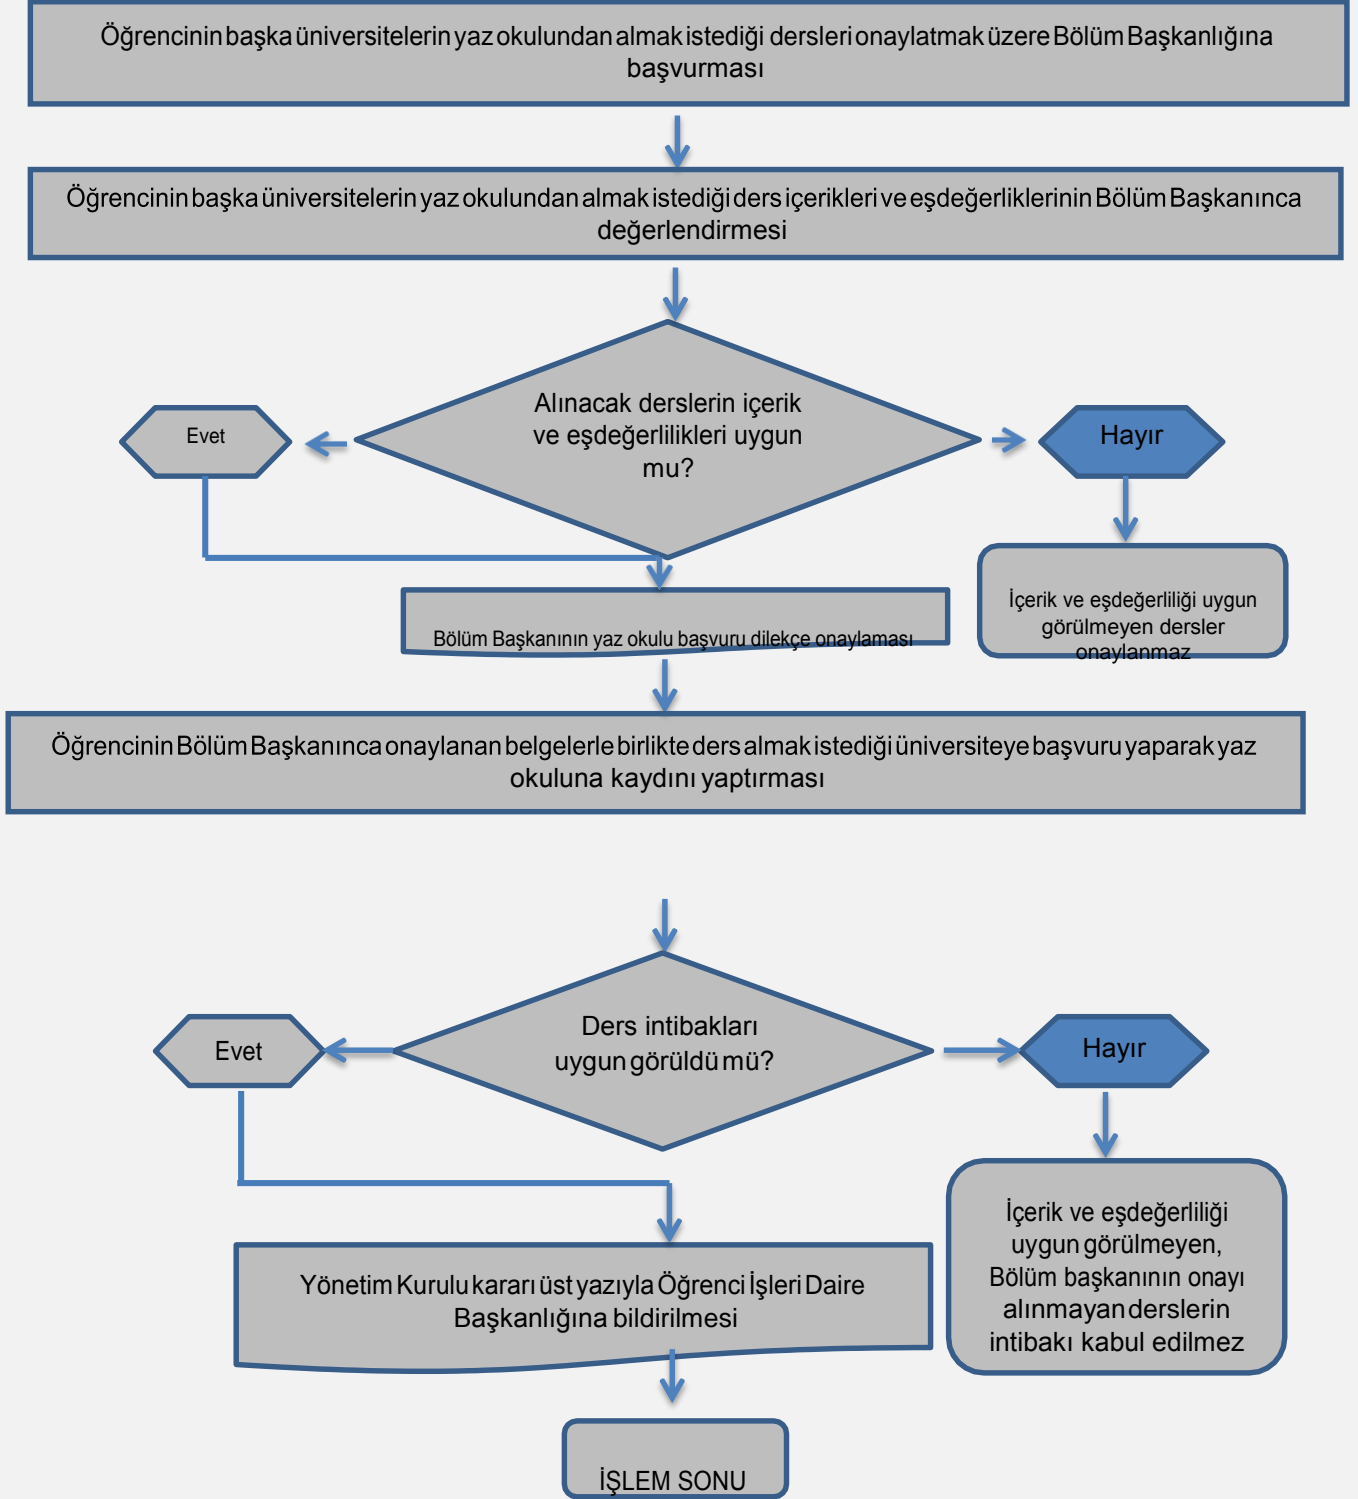 Öğrencinin başka üniversitelerin yaz okulundan almak istediği dersleri onaylatmak üzere Bölüm Başkanlığına
başvurması
Öğrencinin başka üniversitelerin yaz okulundan almak istediği ders içerikleri ve eşdeğerliklerinin Bölüm Başkanınca
değerlendirmesi
Alınacak derslerin içerik
ve eşdeğerlilikleri uygun
mu?
Evet
Hayır
İçerik ve eşdeğerliliği uygun
görülmeyen dersler
onaylanmaz
Bölüm Başkanının yaz okulu başvuru dilekçe onaylaması
Öğrencinin Bölüm Başkanınca onaylanan belgelerle birlikte ders almak istediği üniversiteye başvuru yaparak yaz
okuluna kaydını yaptırması
Ders intibakları
uygun görüldü mü?
Evet
Hayır
İçerik ve eşdeğerliliği
uygun görülmeyen,
Bölüm başkanının onayı
alınmayan derslerin
intibakı kabul edilmez
Yönetim Kurulu kararı üst yazıyla Öğrenci İşleri Daire
Başkanlığına bildirilmesi
İŞLEM SONU